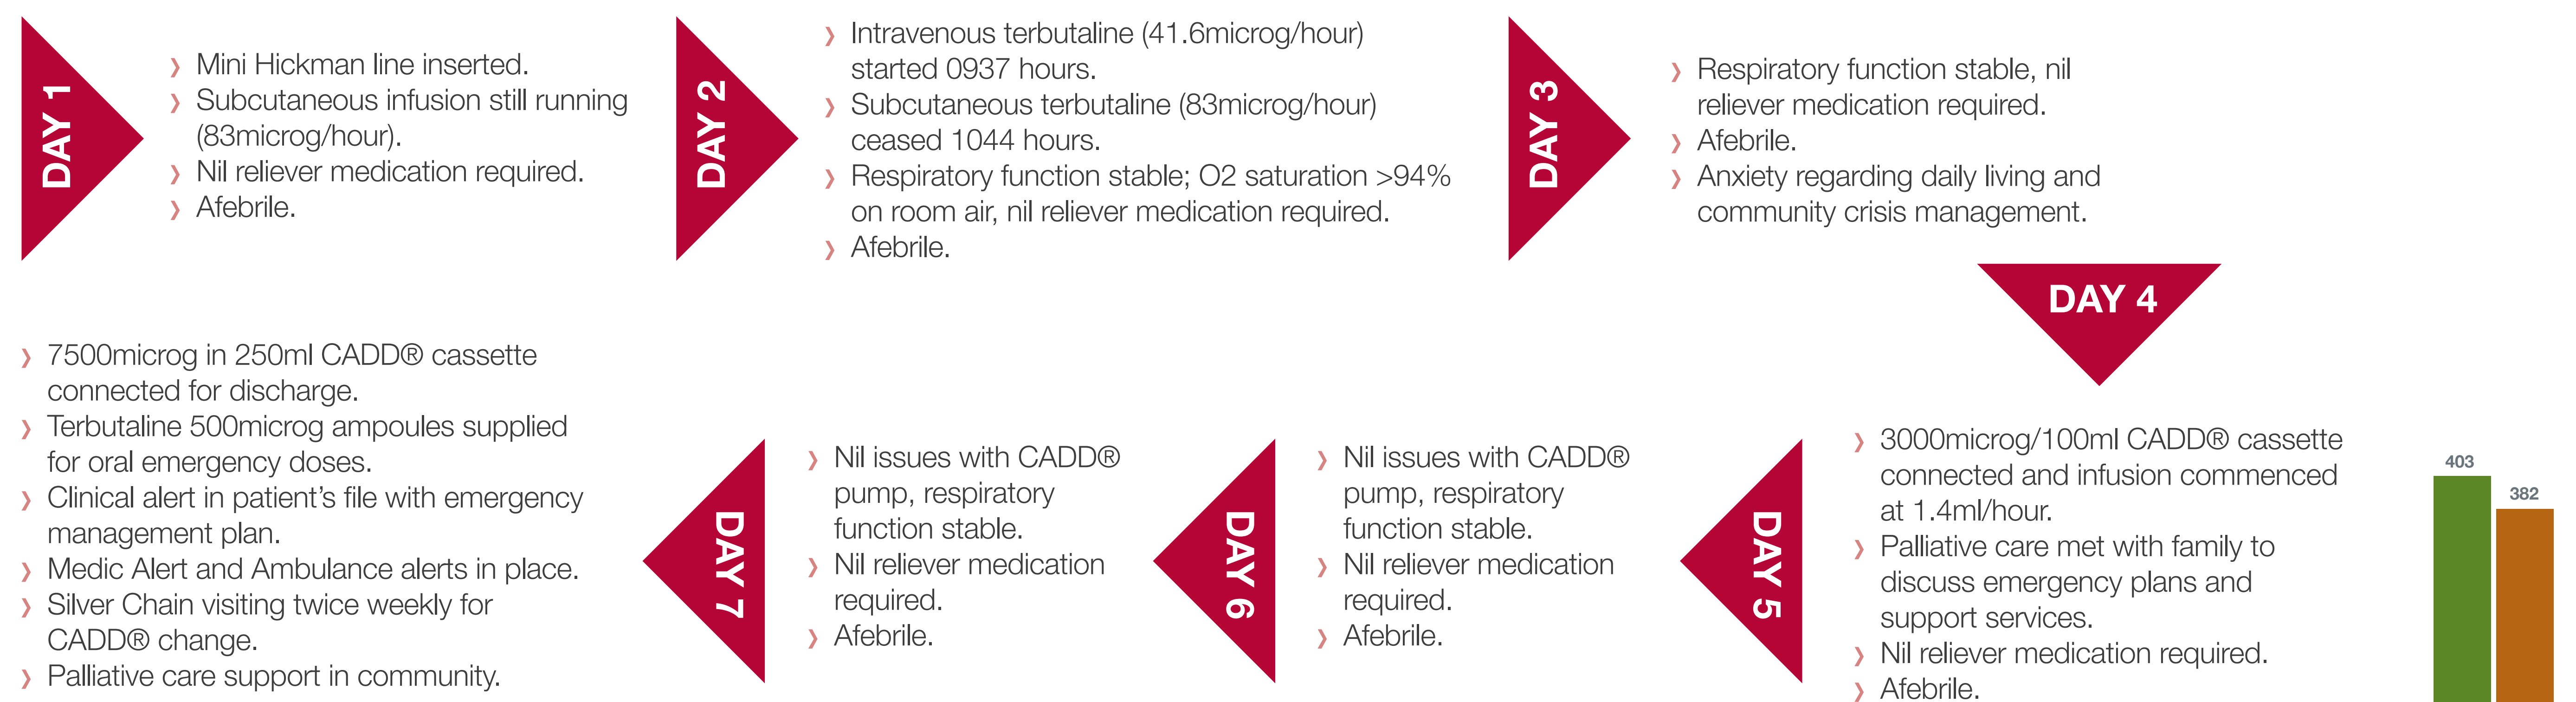 DAY 1
❯ Mini Hickman line inserted.
❯ Subcutaneous infusion still running
(83microg/hour).
❯ Nil reliever medication required.
❯ Afebrile.
DAY 2
❯ Intravenous terbutaline (41.6microg/hour)
started 0937 hours.
❯ Subcutaneous terbutaline (83microg/hour)
ceased 1044 hours.
❯ Respiratory function stable; O2 saturation >94%
on room air, nil reliever medication required.
❯ Afebrile.
DAY 3
❯ Respiratory function stable, nil
reliever medication required.
❯ Afebrile.
❯ Anxiety regarding daily living and
community crisis management.
DAY 4
❯ 3000microg/100ml CADD® cassette
connected and infusion commenced
at 1.4ml/hour.
❯ Palliative care met with family to
discuss emergency plans and
support services.
❯ Nil reliever medication required.
❯ Afebrile.
DAY 5
❯ Nil issues with CADD®
pump, respiratory
function stable.
❯ Nil reliever medication
required.
❯ Afebrile.
DAY 6
❯ Nil issues with CADD®
pump, respiratory
function stable.
❯ Nil reliever medication
required.
❯ Afebrile.
DAY 7
❯ 7500microg in 250ml CADD® cassette
connected for discharge.
❯ Terbutaline 500microg ampoules supplied
for oral emergency doses.
❯ Clinical alert in patient's file with emergency
management plan.
❯ Medic Alert and Ambulance alerts in place.
❯ Silver Chain visiting twice weekly for
CADD® change.
❯ Palliative care support in community.
403
382